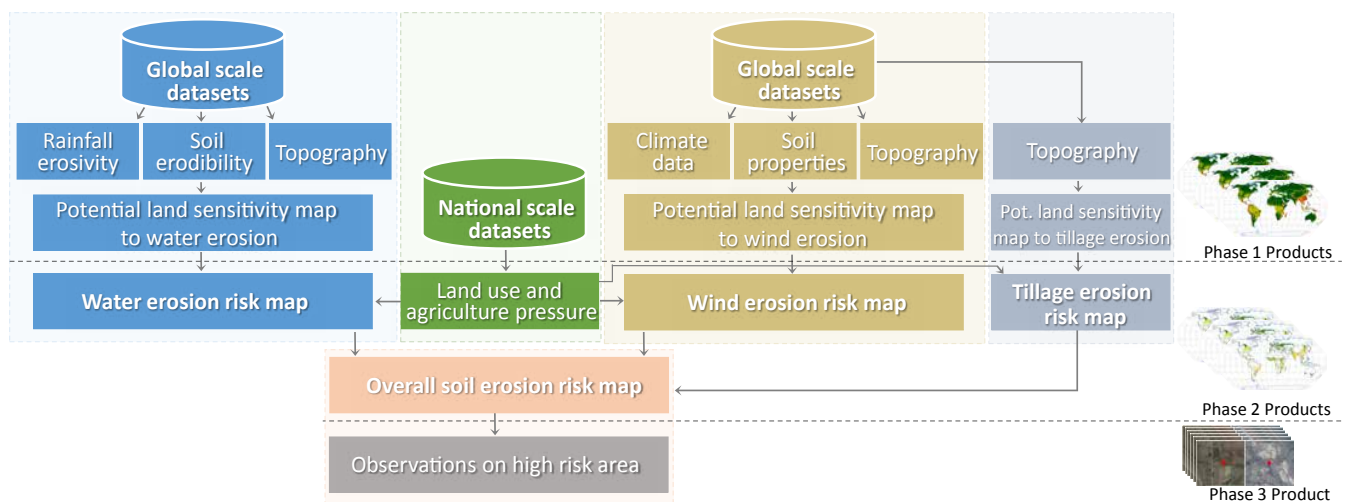 Global scale
datasets
Rainfall
erosivity
Soil
erodibility
Topography
Potential land sensitivity map
to water erosion
Water erosion risk map
National scale
datasets
Land use and
agriculture pressure
Global scale
datasets
Climate
data
Soil
properties
Topography
Potential land sensitivity map
to wind erosion
Wind erosion risk map
Topography
Pot. land sensitivity
map to tillage erosion
Tillage erosion
risk map
Overall soil erosion risk map
Observations on high risk area
Phase 1 Products
Phase 2 Products
Phase 3 Product